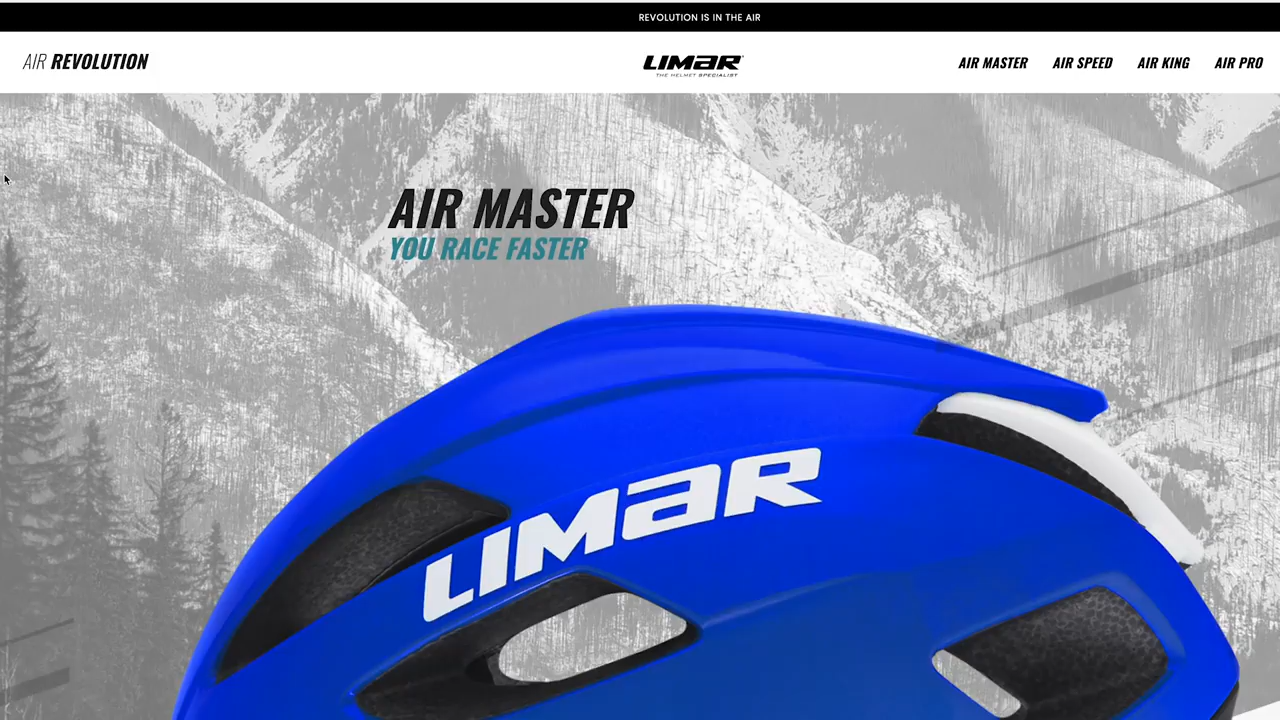 REVOLUTION IS IN THE AIR
AIR REVOLUTION
LIMAR
THE HELMET SPECIALIST
AIR MASTER
AIR SPEED
AIR KING
AIR PRO
AIR MASTER
YOU RACE FASTER
LIMAR